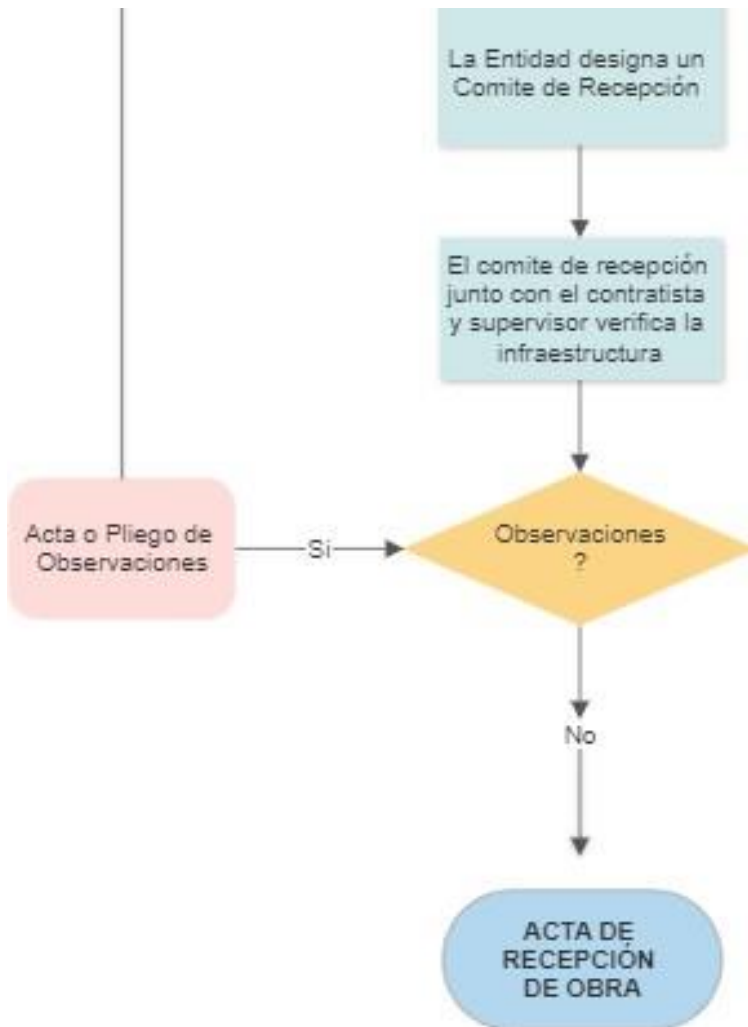 La Entidad designa un
Comite de Recepción
El comite de recepción
junto con el contratista
y supervisor verifica la
infraestructura
Acta o Pliego de
Observaciones
Si
Observaciones
?
No
ACTA DE
RECEPCIÓN
DE OBRA